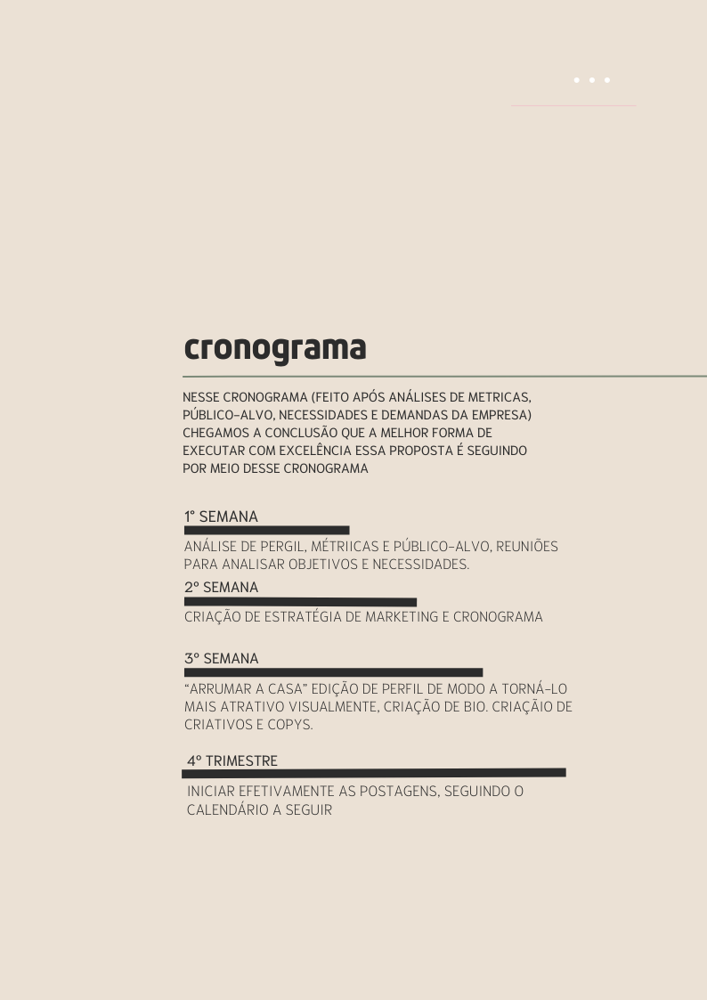 cronograma
NESSE CRONOGRAMA (FEITO APÓS ANÁLISES DE METRICAS,
PÚBLICO-ALVO, NECESSIDADES E DEMANDAS DA EMPRESA)
CHEGAMOS A CONCLUSÃO QUE A MELHOR FORMA DE
EXECUTAR COM EXCELÊNCIA ESSA PROPOSTA É SEGUINDO
POR MEIO DESSE CRONOGRAMA
1° SEMANA
ANÁLISE DE PERGIL, MÉTRIICAS E PÚBLICO-ALVO, REUNIÕES
PARA ANALISAR OBJETIVOS E NECESSIDADES.
2º SEMANA
CRIAÇÃO DE ESTRATÉGIA DE MARKETING E CRONOGRAMA
3º SEMANA
“ARRUMAR A CASA” EDIÇÃO DE PERFIL DE MODO A TORNÁ-LO
MAIS ATRATIVO VISUALMENTE, CRIAÇÃO DE BIO. CRIAÇÃIO DE
CRIATIVOS E COPYS.
4º TRIMESTRE
INICIAR EFETIVAMENTE AS POSTAGENS, SEGUINDO O
CALENDÁRIO A SEGUIR